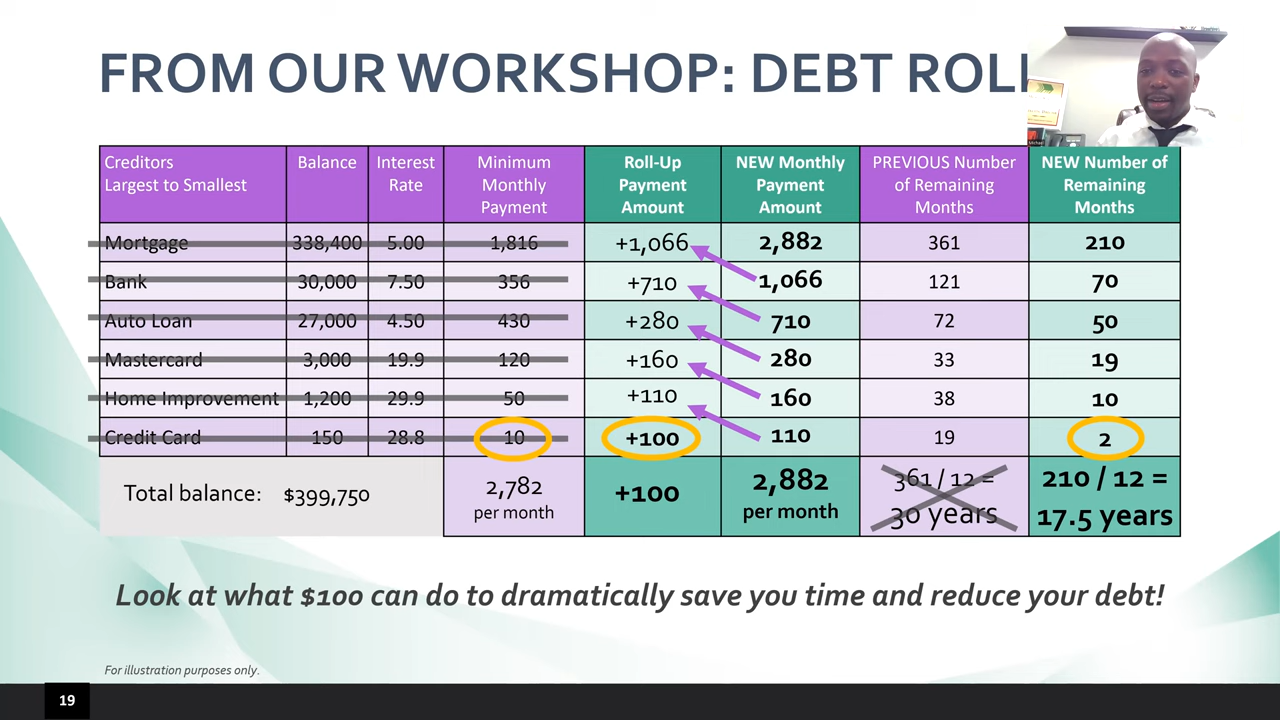 FROM OUR WORKSHOP: DEBT ROLL
Creditors
Largest to Smallest
Balance
Interest
Rate
Minimum
Monthly
Payment
Roll-Up
Payment
Amount
NEW Monthly
Payment
Amount
PREVIOUS Number
of Remaining
Months
NEW Number of
Remaining
Months
Mortgage 338,400 5.00 1,816 +1,066 2,882 361 210
Bank 30,000 7.50 356 +710 1,066 121 70
Auto Loan 27,000 4.50 430 +280 710 72 50
Mastercard 3,000 19.9 120 +160 280 33 19
Home Improvement 1,200 29.9 50 +110 160 38 10
Credit Card 150 28.8 10 +100 110 19 2
Total balance: $399,750
2,782
per month
+100
2,882
per month
361 / 12 =
30 years
210 / 12 =
17.5 years
Look at what $100 can do to dramatically save you time and reduce your debt!
For illustration purposes only.
19